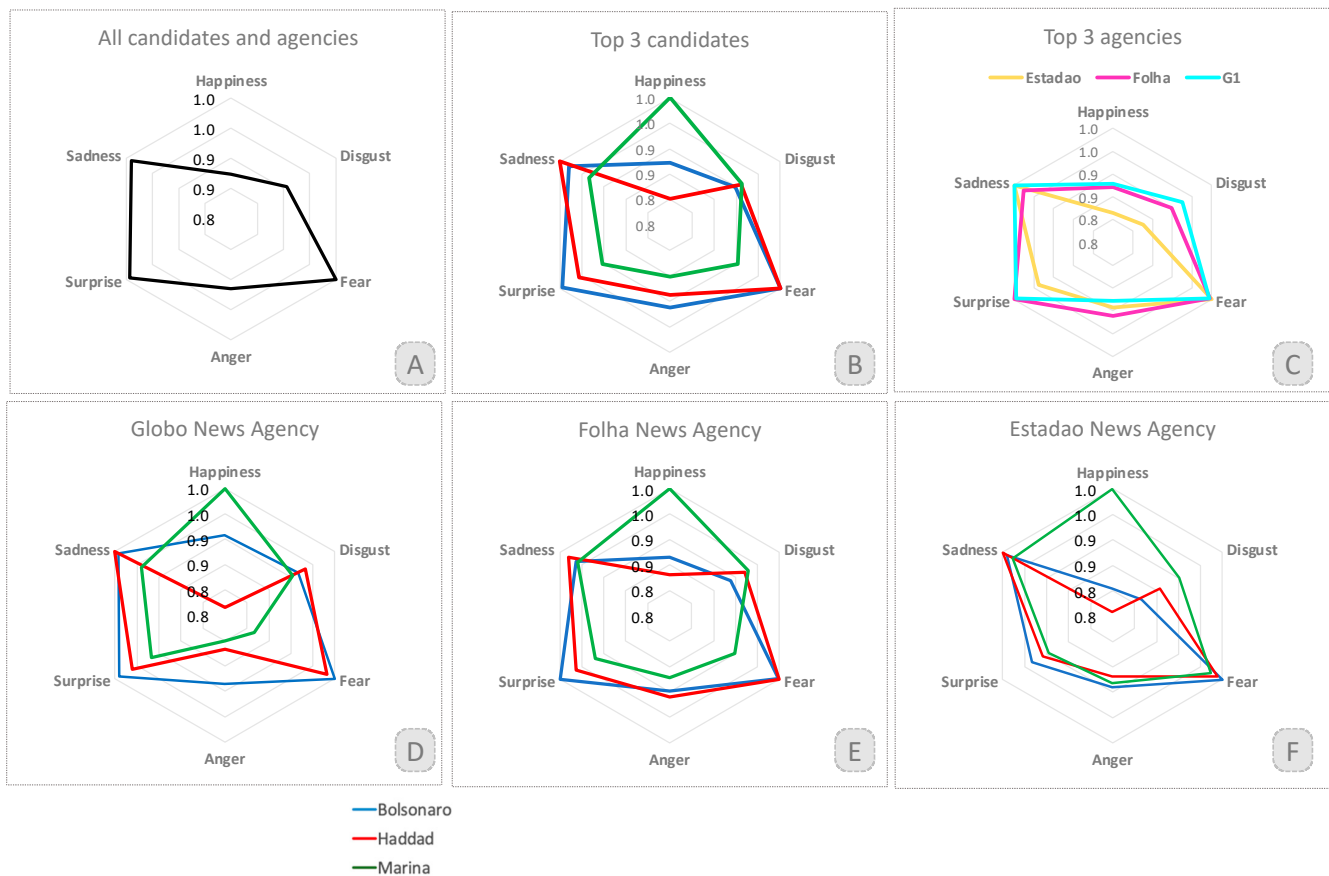 All candidates and agencies
Happiness
1.0
1.0
0.9
0.9
0.8
Sadness
Disgust
Surprise
Fear
Anger
A
Top 3 candidates
Happiness
1.0
1.0
0.9
0.9
0.8
Sadness
Disgust
Surprise
Fear
Anger
B
Top 3 agencies
Estadao Folha G1
Happiness
1.0
1.0
0.9
0.9
0.8
Sadness
Disgust
Surprise
Fear
Anger
C
Globo News Agency
Happiness
1.0
1.0
0.9
0.9
0.8
0.8
Sadness
Disgust
Surprise
Fear
Anger
D
Folha News Agency
Happiness
1.0
1.0
0.9
0.9
0.8
0.8
Sadness
Disgust
Surprise
Fear
Anger
E
Estadao News Agency
Happiness
1.0
1.0
0.9
0.9
0.8
0.8
Sadness
Disgust
Surprise
Fear
Anger
F
Bolsonaro
Haddad
Marina